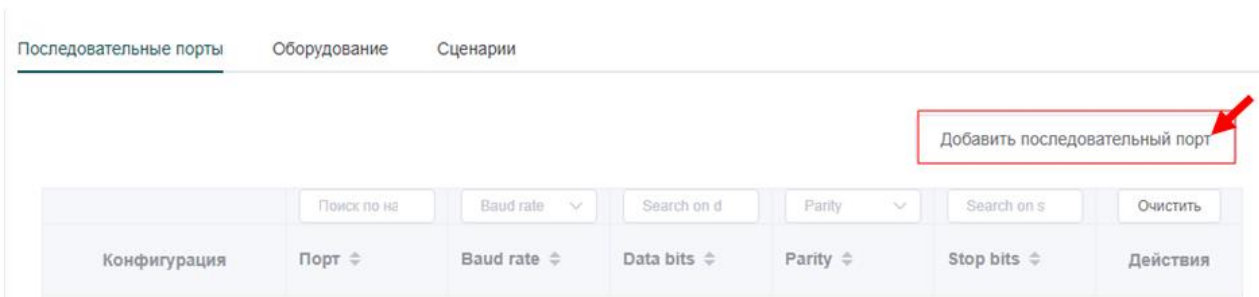 Последовательные порты Оборудование Сценарии
Добавить последовательный порт
Поиск по на Baud rate Search on d Parity Search on s Очистить
Конфигурация Порт Baud rate Data bits Parity Stop bits Действия